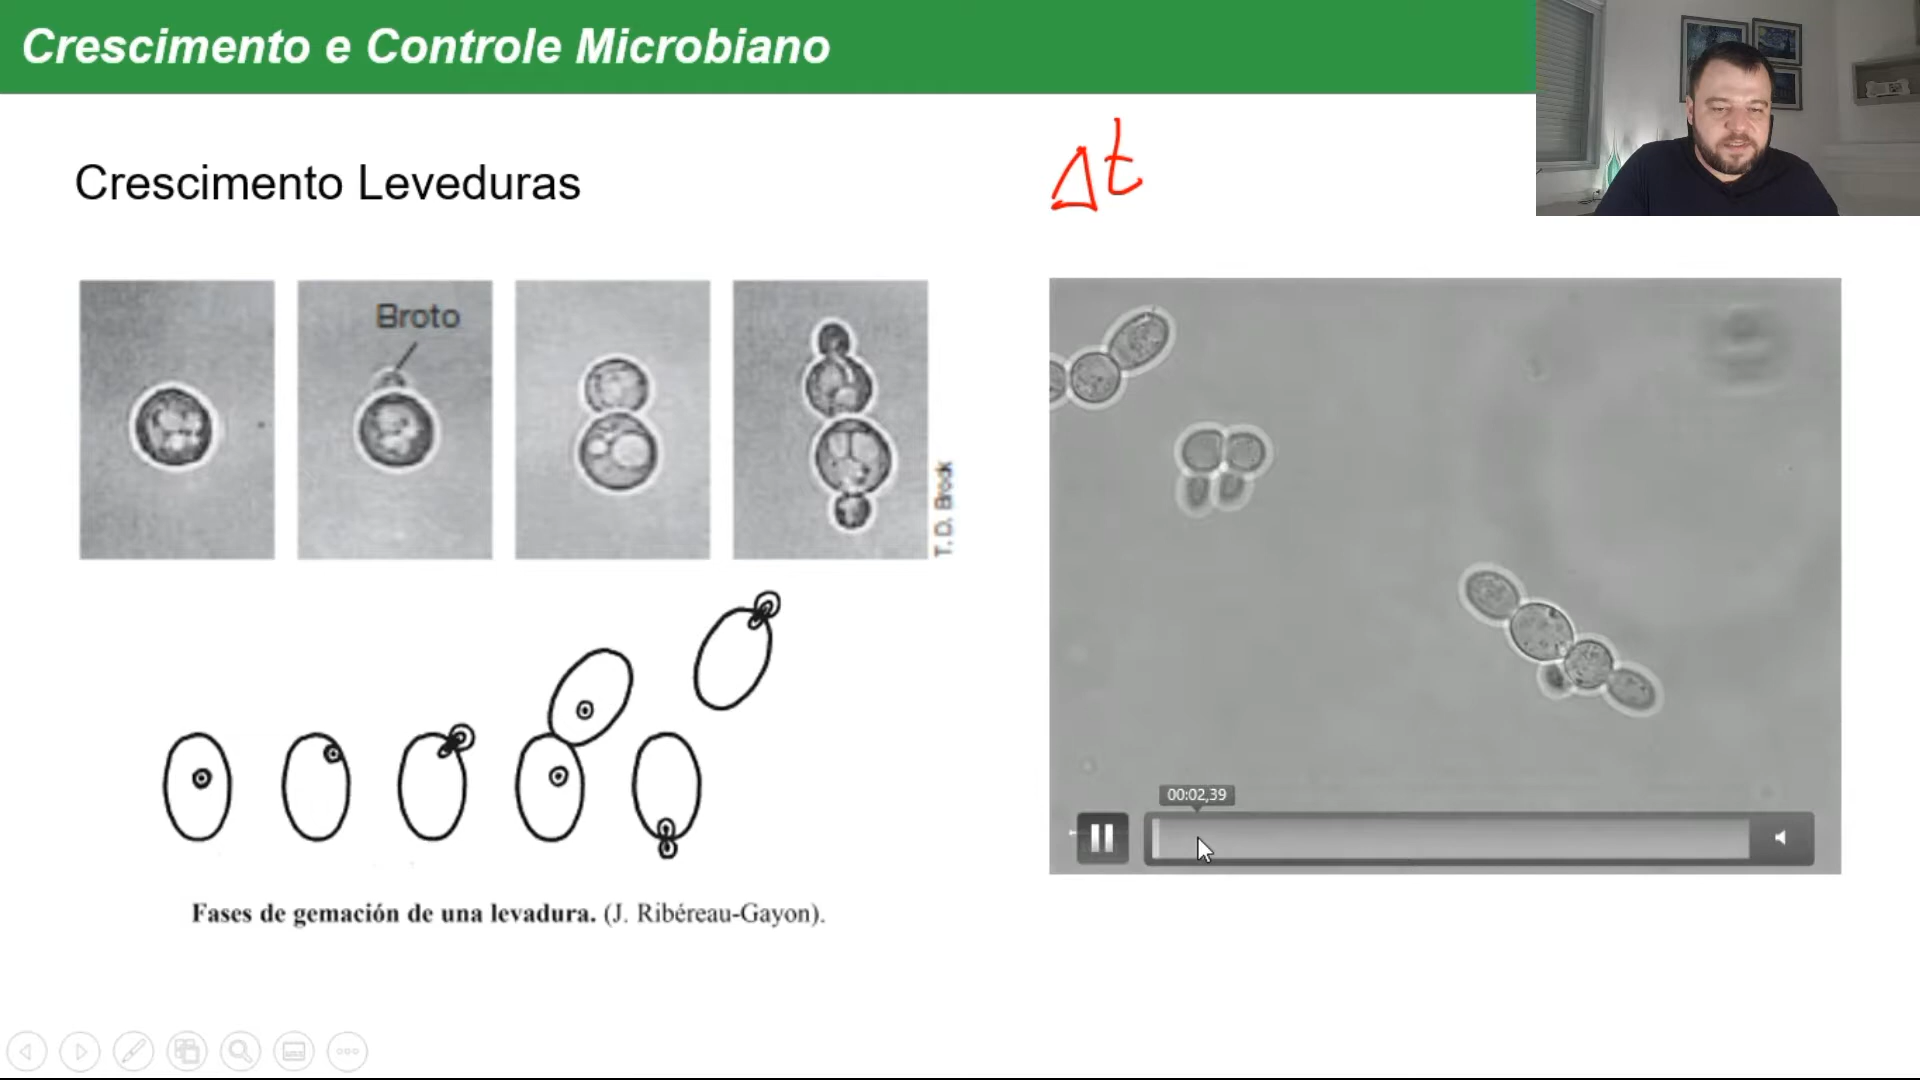 Crescimento e Controle Microbiano
Crescimento Leveduras
Δt
Broto
T. D. Brock
00:02,39
Fases de gemación de una levadura. (J. Ribéreau-Gayon).